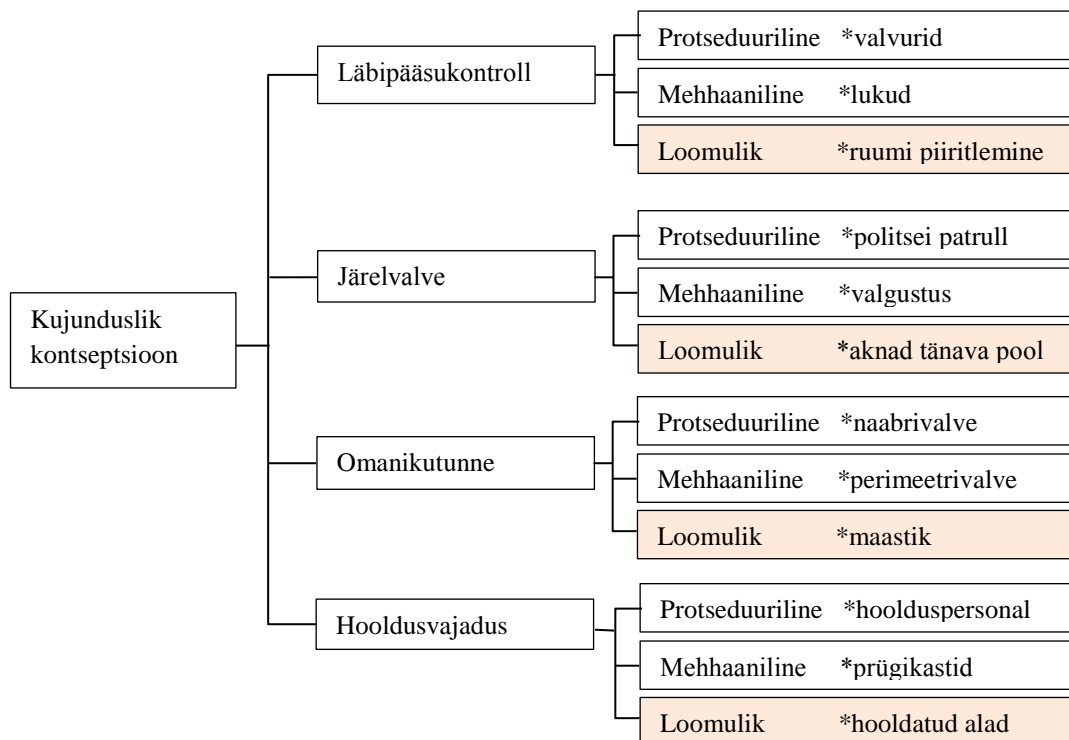 Kujunduslik
kontseptsioon
Läbipääsukontroll
Protseduuriline *valvurid
Mehhaaniline *lukud
Loomulik *ruumi piiritlemine
Järelvalve
Protseduuriline *politsei patrull
Mehhaaniline *valgustus
Loomulik *aknad tänava pool
Omanikutunne
Protseduuriline *naabrivalve
Mehhaaniline *perimeetrivalve
Loomulik *maastik
Hooldusvajadus
Protseduuriline *hoolduspersonal
Mehhaaniline *prügikastid
Loomulik *hooldatud alad